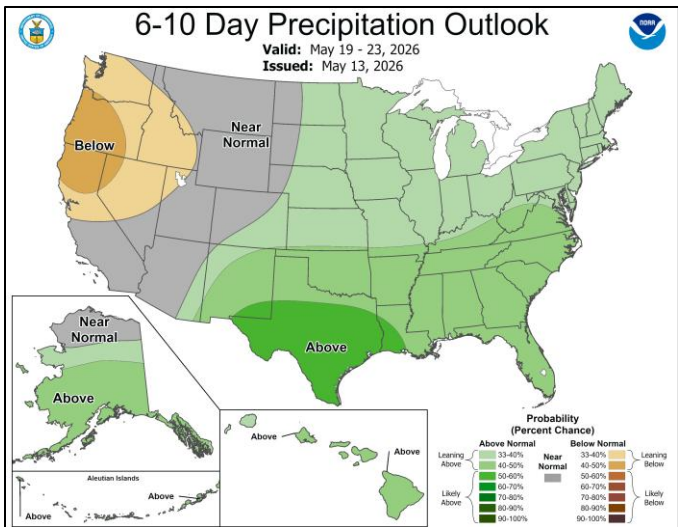 6-10 Day Precipitation Outlook
Valid: May 19 - 23, 2026
Issued: May 13, 2026
NOAA
Below
Near
Normal
Above
Near
Normal
Above
Aleutian Islands
Above
Above
Above
Above
Probability
(Percent Chance)
Above Normal
Below Normal
Leaning
Above
33-40%
40-50%
Likely
Above
50-60%
60-70%
70-80%
80-90%
90-100%
Near
Normal
33-40%
40-50%
Leaning
Below
50-60%
60-70%
70-80%
80-90%
90-100%
Likely
Below